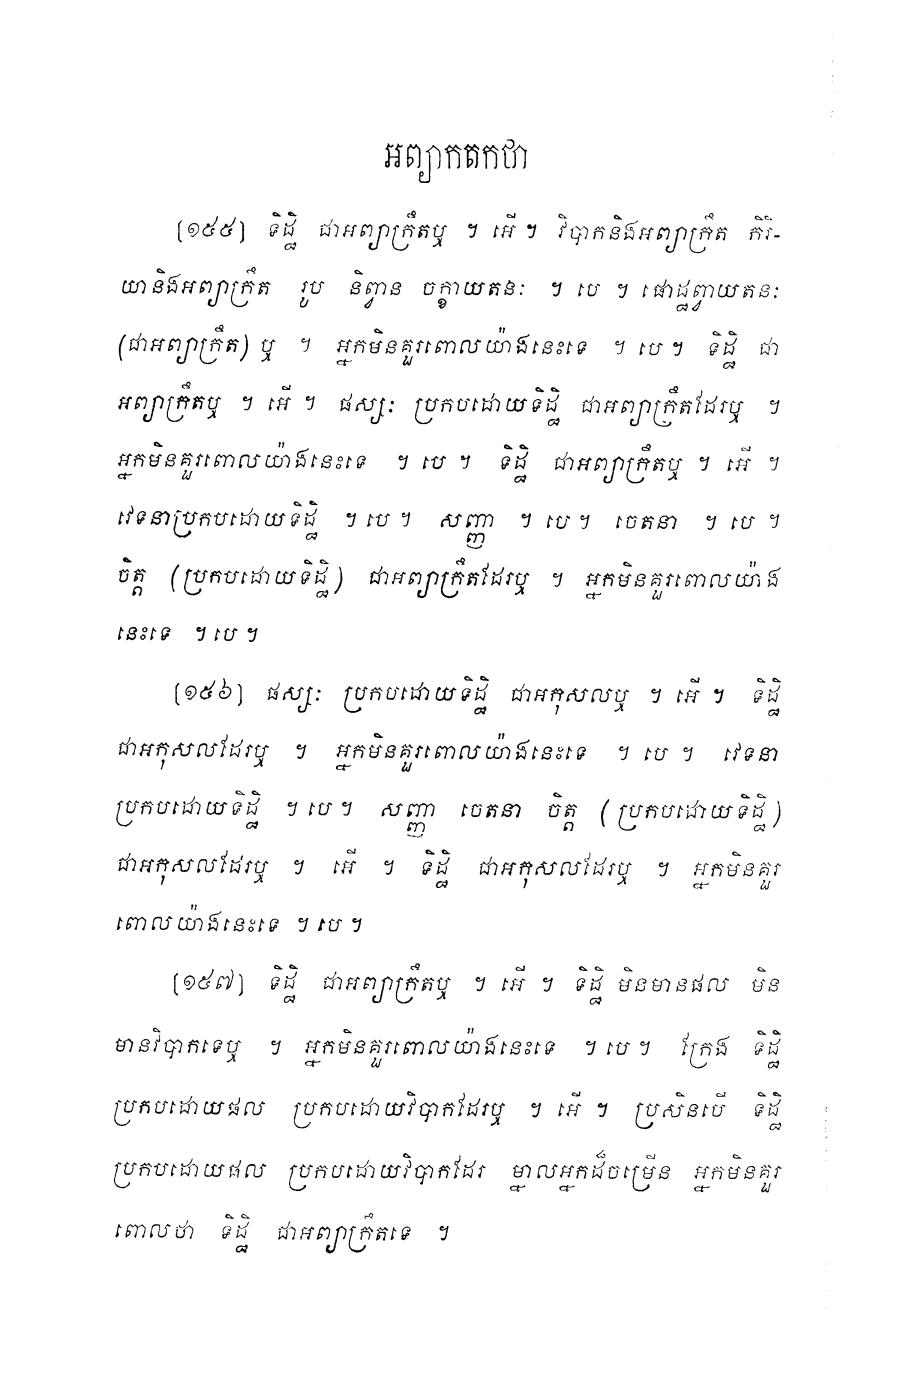 អព្យាកតកថា
[១៥៥] ទិដ្ឋិ ជាអព្យាក្រឹតឬ ។ អើ ។ វិបាកនិងអព្យាក្រឹត កិរិ-
យានិងអព្យាក្រឹត រូប និព្វាន ចក្ខាយតនៈ ។ បេ ។ ផោដ្ឋព្វាយតនៈ
(ជាអព្យាក្រឹត) ឬ ។ អ្នកមិនគួរពោលយ៉ាងនេះទេ ។ បេ ។ ទិដ្ឋិ ជា
អព្យាក្រឹតឬ ។ អើ ។ ផស្សៈ ប្រកបដោយទិដ្ឋិ ជាអព្យាក្រឹតដែរឬ ។
អ្នកមិនគួរពោលយ៉ាងនេះទេ ។ បេ ។ ទិដ្ឋិ ជាអព្យាក្រឹតឬ ។ អើ ។
វេទនាប្រកបដោយទិដ្ឋិ ។ បេ ។ សញ្ញា ។ បេ ។ ចេតនា ។ បេ ។
ចិត្ត (ប្រកបដោយទិដ្ឋិ) ជាអព្យាក្រឹតដែរឬ ។ អ្នកមិនគួរពោលយ៉ាង
នេះទេ ។ បេ ។
[១៥៦] ផស្សៈ ប្រកបដោយទិដ្ឋិ ជាអកុសលឬ ។ អើ ។ ទិដ្ឋិ
ជាអកុសលដែរឬ ។ អ្នកមិនគួរពោលយ៉ាងនេះទេ ។ បេ ។ វេទនា
ប្រកបដោយទិដ្ឋិ ។ បេ ។ សញ្ញា ចេតនា ចិត្ត (ប្រកបដោយទិដ្ឋិ)
ជាអកុសលដែរឬ ។ អើ ។ ទិដ្ឋិ ជាអកុសលដែរឬ ។ អ្នកមិនគួរ
ពោលយ៉ាងនេះទេ ។ បេ ។
[១៥៧] ទិដ្ឋិ ជាអព្យាក្រឹតឬ ។ អើ ។ ទិដ្ឋិ មិនមានផល មិន
មានវិបាកទេឬ ។ អ្នកមិនគួរពោលយ៉ាងនេះទេ ។ បេ ។ ក្រែង ទិដ្ឋិ
ប្រកបដោយផល ប្រកបដោយវិបាកដែរឬ ។ អើ ។ ប្រសិនបើ ទិដ្ឋិ
ប្រកបដោយផល ប្រកបដោយវិបាកដែរ ម្នាលអ្នកដ៏ចម្រើន អ្នកមិនគួរ
ពោលថា ទិដ្ឋិ ជាអព្យាក្រឹតទេ ។